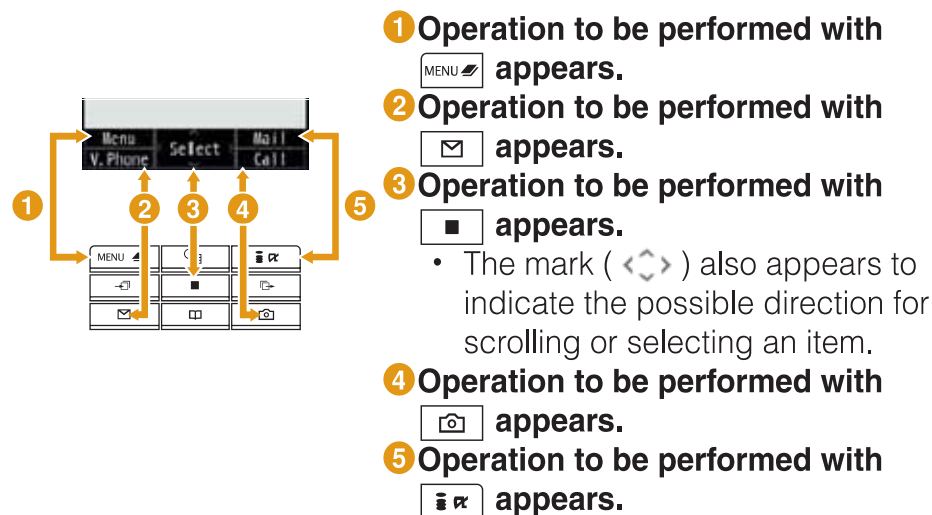 Menu Select Mail
V. Phone Call
1 2 3 4 5
MENU
1 Operation to be performed with
MENU appears.
2 Operation to be performed with
appears.
3 Operation to be performed with
■ appears.
• The mark ( ) also appears to
indicate the possible direction for
scrolling or selecting an item.
4 Operation to be performed with
appears.
5 Operation to be performed with
appears.